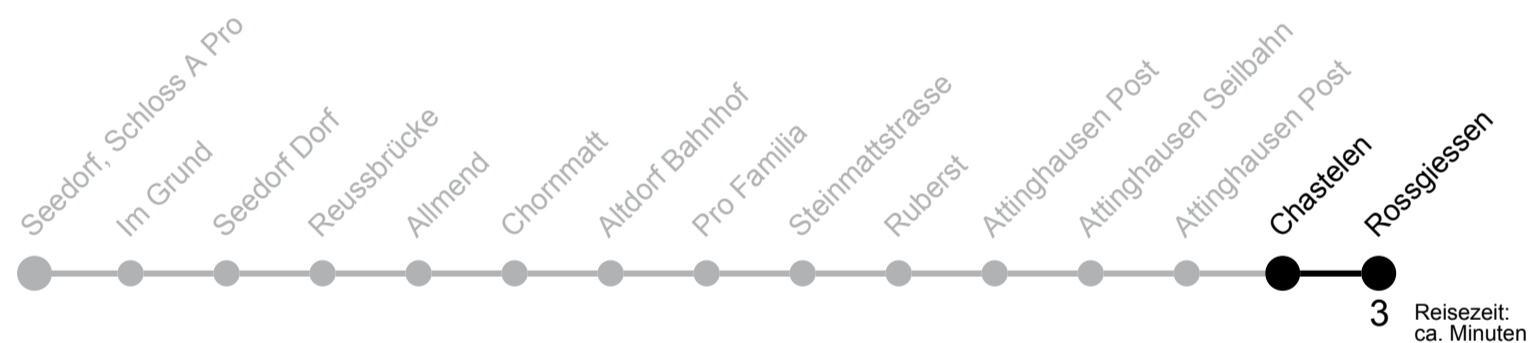 Seedorf, Schloss A Pro
Im Grund
Seedorf Dorf
Reussbrücke
Allmend
Chornmatt
Altdorf Bahnhof
Pro Familia
Steinmattstrasse
Ruberst
Attinghausen Post
Attinghausen Seilbahn
Attinghausen Post
Chastelen
Rossgiessen
3
Reisezeit:
ca. Minuten